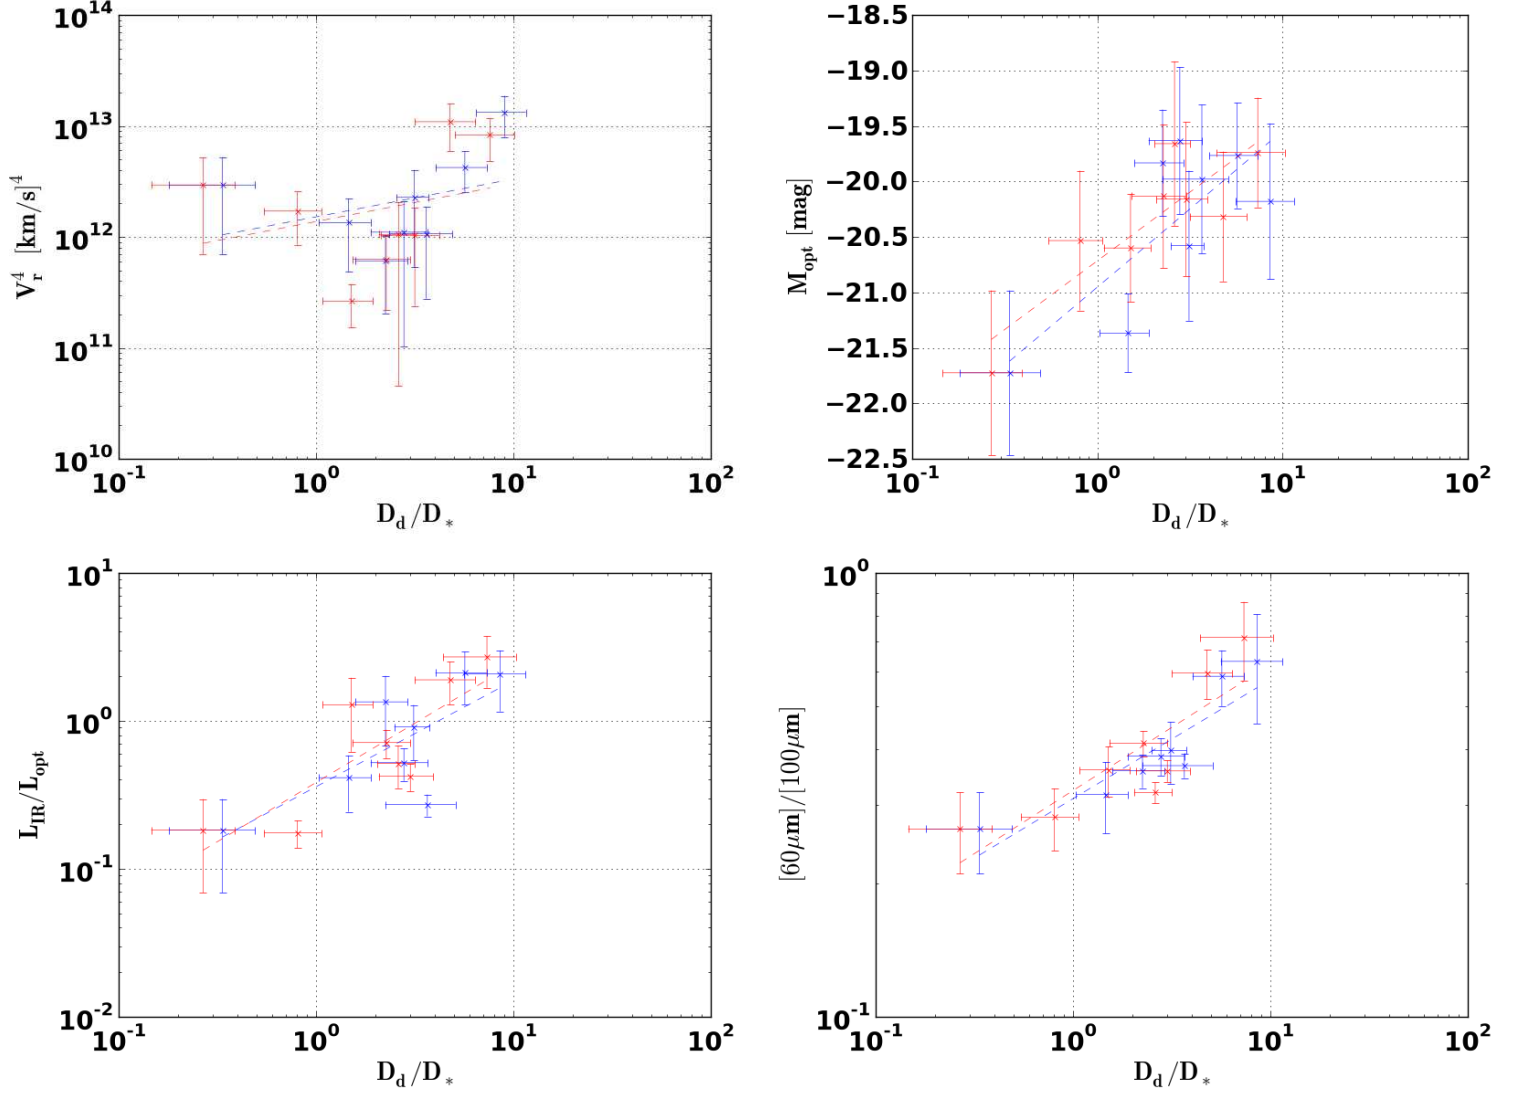 10^14
10^13
10^12
10^11
10^10
V_r^4 [km/s]^4
10^-1 10^0 10^1 10^2
D_d/D_*
−18.5
−19.0
−19.5
−20.0
−20.5
−21.0
−21.5
−22.0
−22.5
M_opt [mag]
10^-1 10^0 10^1 10^2
D_d/D_*
10^1
10^0
10^-1
10^-2
L_IR/L_opt
10^-1 10^0 10^1 10^2
D_d/D_*
10^0
10^-1
[60μm]/[100μm]
10^-1 10^0 10^1 10^2
D_d/D_*